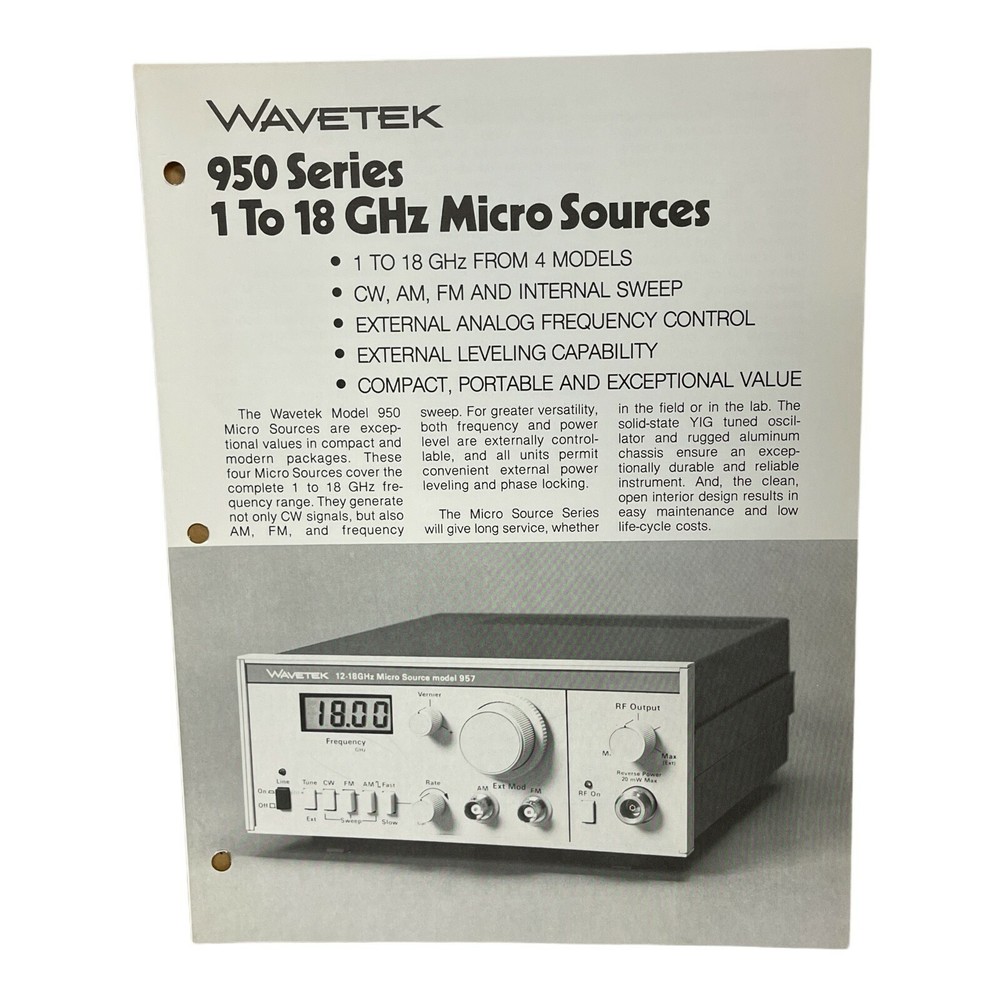 WAVETEK
950 Series
1 To 18 GHz Micro Sources
• 1 TO 18 GHz FROM 4 MODELS
• CW, AM, FM AND INTERNAL SWEEP
• EXTERNAL ANALOG FREQUENCY CONTROL
• EXTERNAL LEVELING CAPABILITY
• COMPACT, PORTABLE AND EXCEPTIONAL VALUE
The Wavetek Model 950
Micro Sources are excep-
tional values in compact and
modern packages. These
four Micro Sources cover the
complete 1 to 18 GHz fre-
quency range. They generate
not only CW signals, but also
AM, FM, and frequency
sweep. For greater versatility,
both frequency and power
level are externally control-
lable, and all units permit
convenient external power
leveling and phase locking.
The Micro Source Series
will give long service, whether
in the field or in the lab. The
solid-state YIG tuned oscil-
lator and rugged aluminum
chassis ensure an excep-
tionally durable and reliable
instrument. And, the clean,
open interior design results in
easy maintenance and low
life-cycle costs.
WAVETEK 12-18GHz Micro Source model 957
18.00
Frequency
GHz
Vernier
RF Output
Max
(Ext)
Reverse Power
20 mW Max
RF On
Line
On
Off
Tune CW FM AM Fast
Ext Sweep Slow
Rate
AM Ext Mod FM